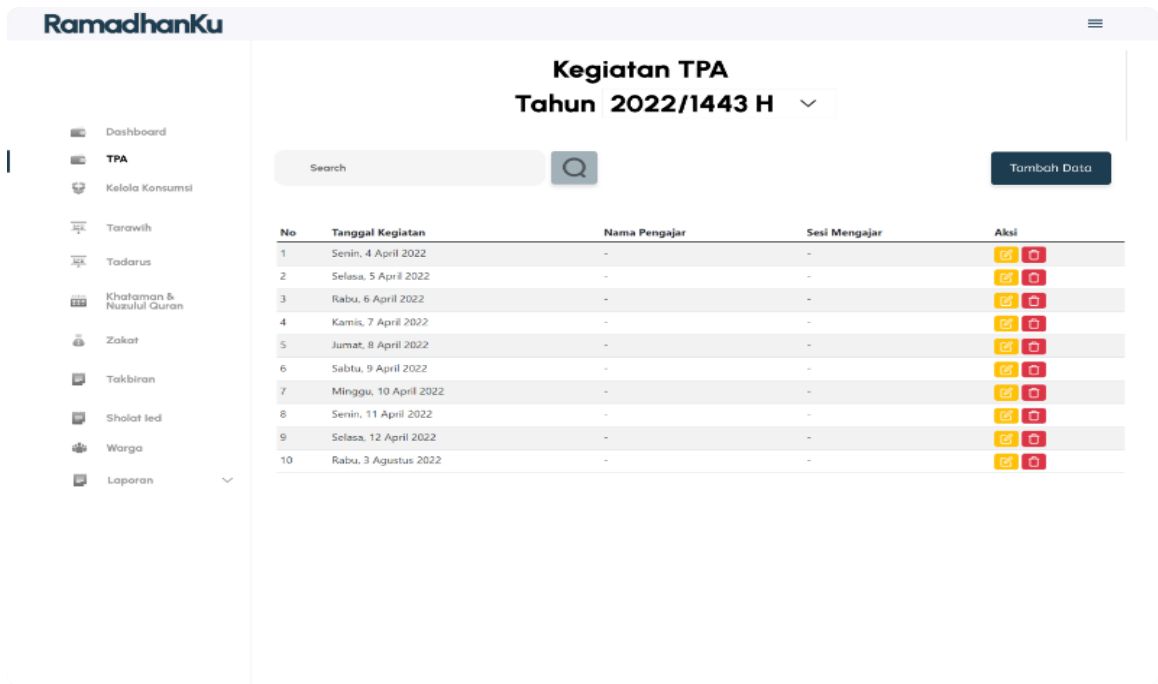 RamadhanKu
Kegiatan TPA
Tahun 2022/1443 H
Dashboard
TPA
Kelola Konsumsi
Tarawih
Tadarus
Khataman &
Nuzulul Quran
Zakat
Takbiran
Sholat Ied
Warga
Laporan
Search
Tambah Data
No Tanggal Kegiatan Nama Pengajar Sesi Mengajar Aksi
1 Senin, 4 April 2022 - -
2 Selasa, 5 April 2022 - -
3 Rabu, 6 April 2022 - -
4 Kamis, 7 April 2022 - -
5 Jumat, 8 April 2022 - -
6 Sabtu, 9 April 2022 - -
7 Minggu, 10 April 2022 - -
8 Senin, 11 April 2022 - -
9 Selasa, 12 April 2022 - -
10 Rabu, 3 Agustus 2022 - -